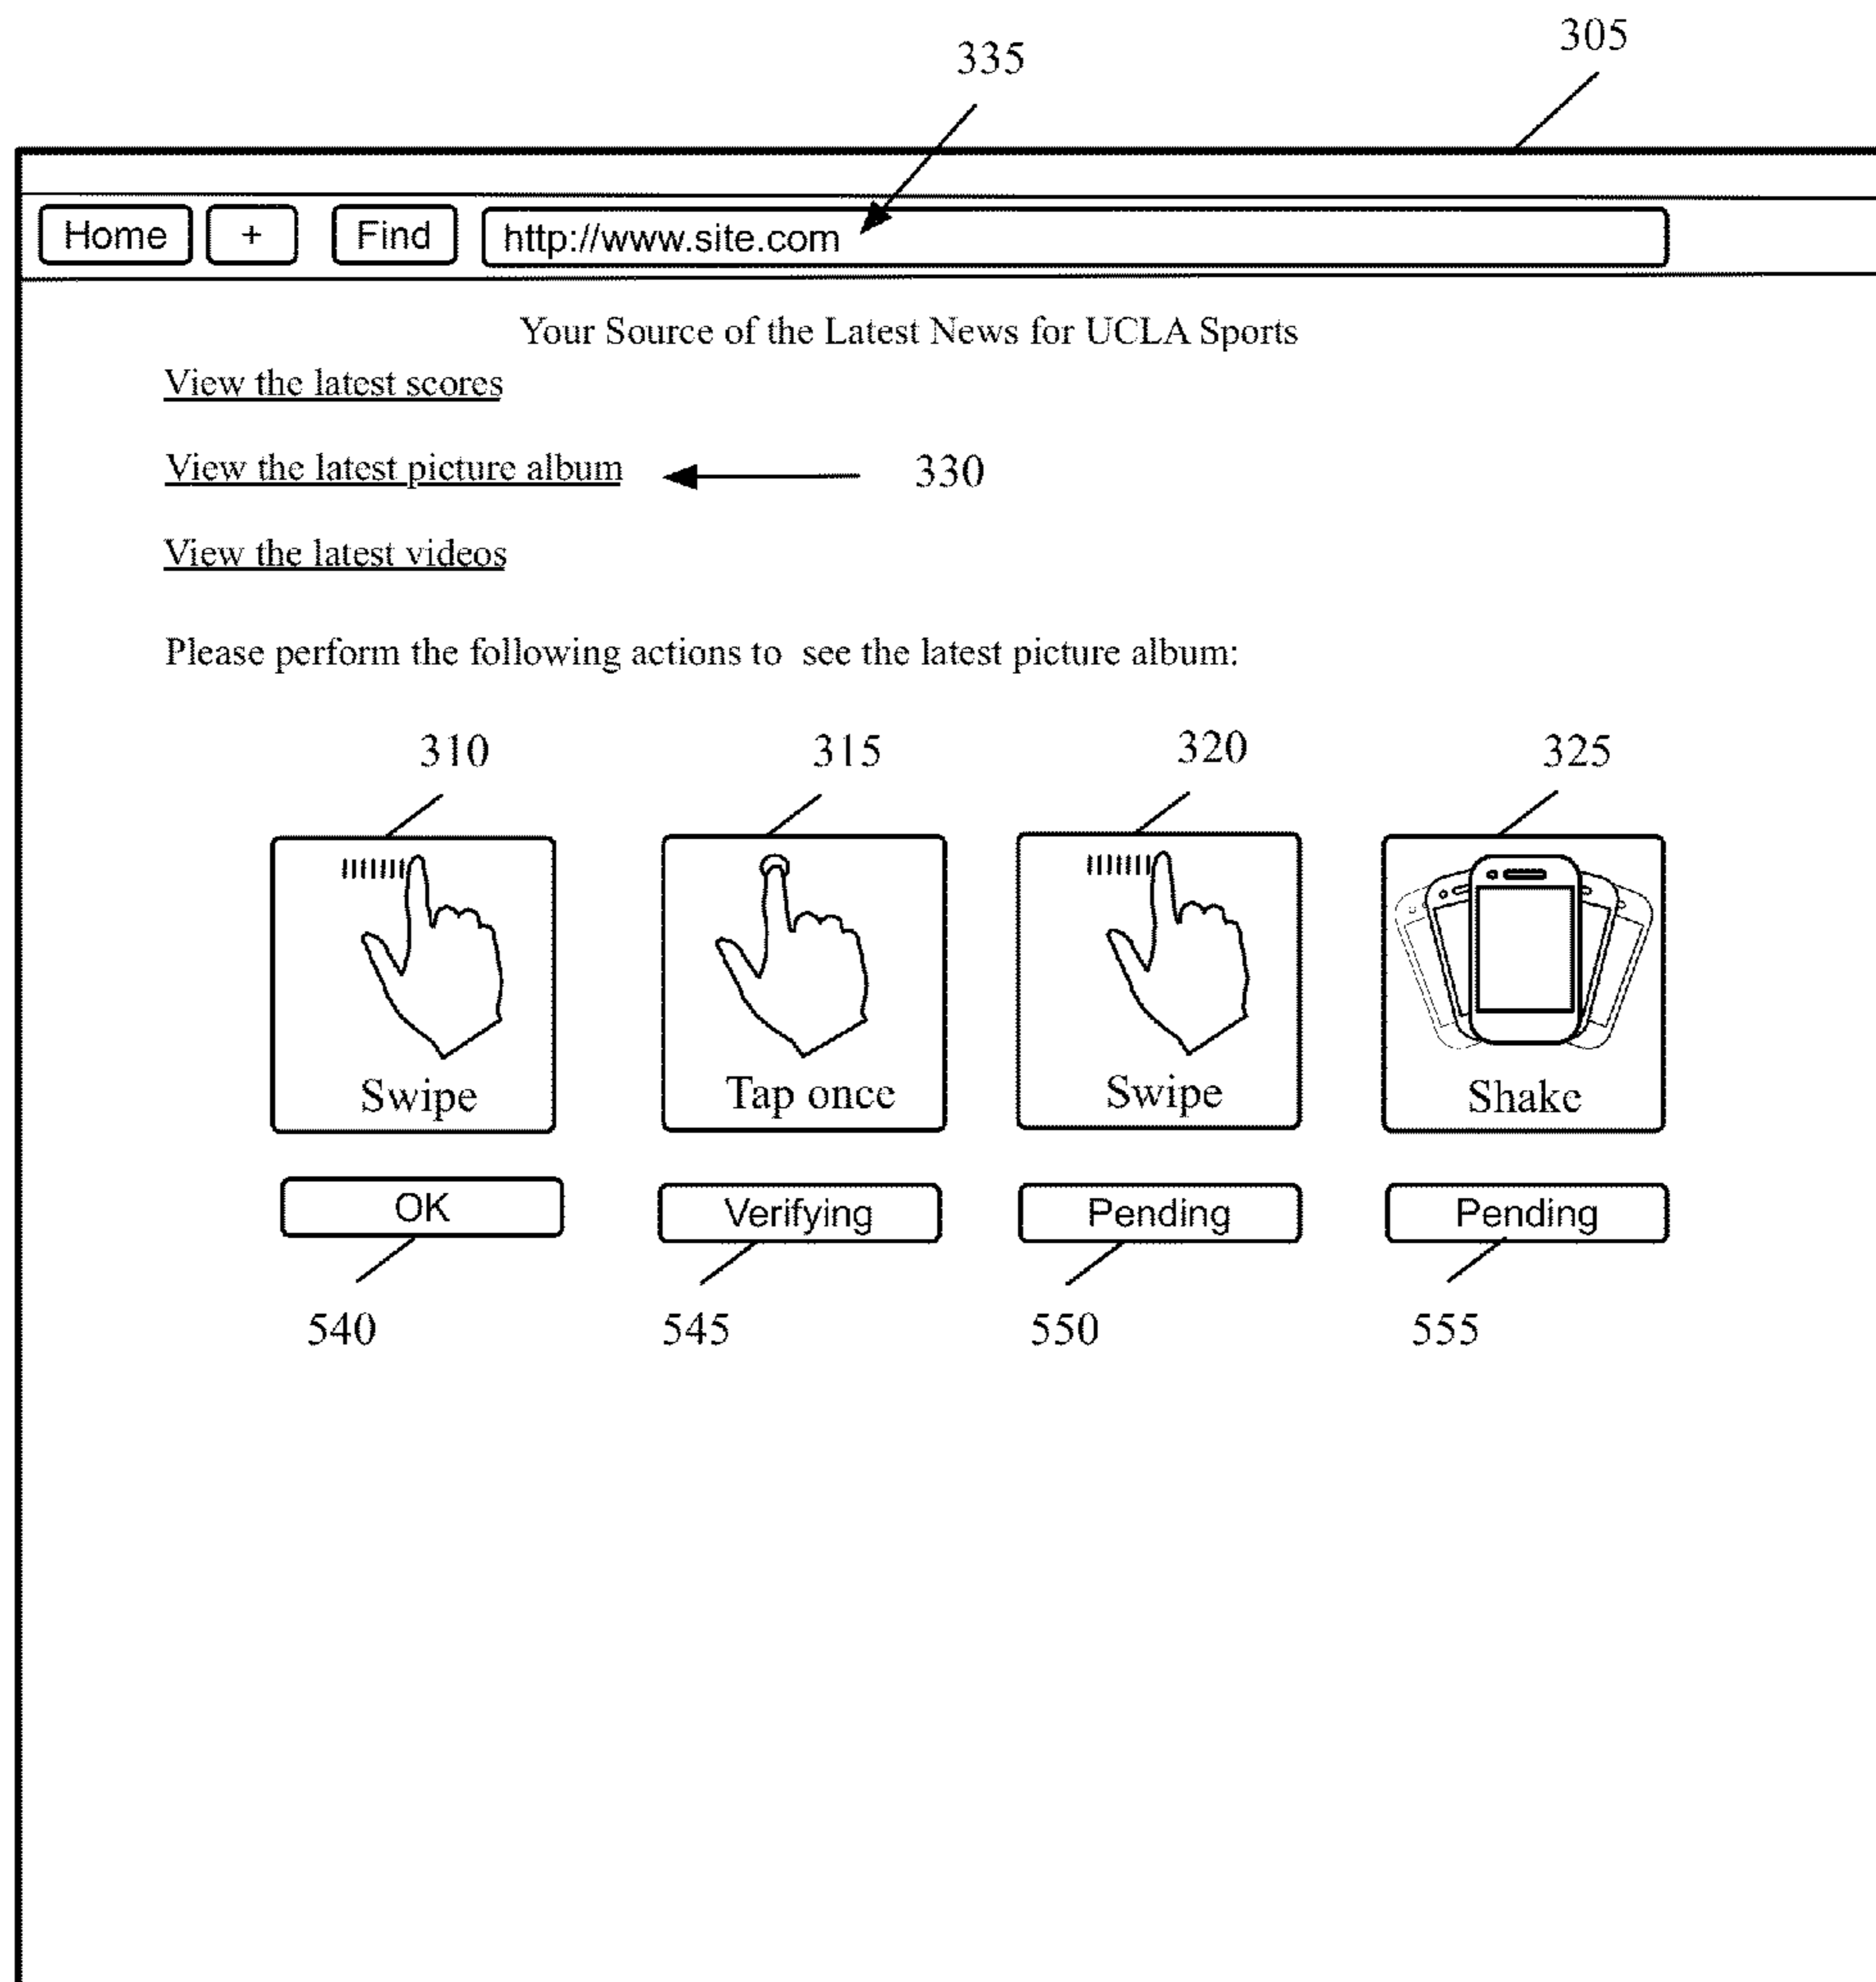 335 305
Home + Find http://www.site.com
Your Source of the Latest News for UCLA Sports
View the latest scores
View the latest picture album 330
View the latest videos
Please perform the following actions to see the latest picture album:
310 315 320 325
Swipe Tap once Swipe Shake
OK Verifying Pending Pending
540 545 550 555